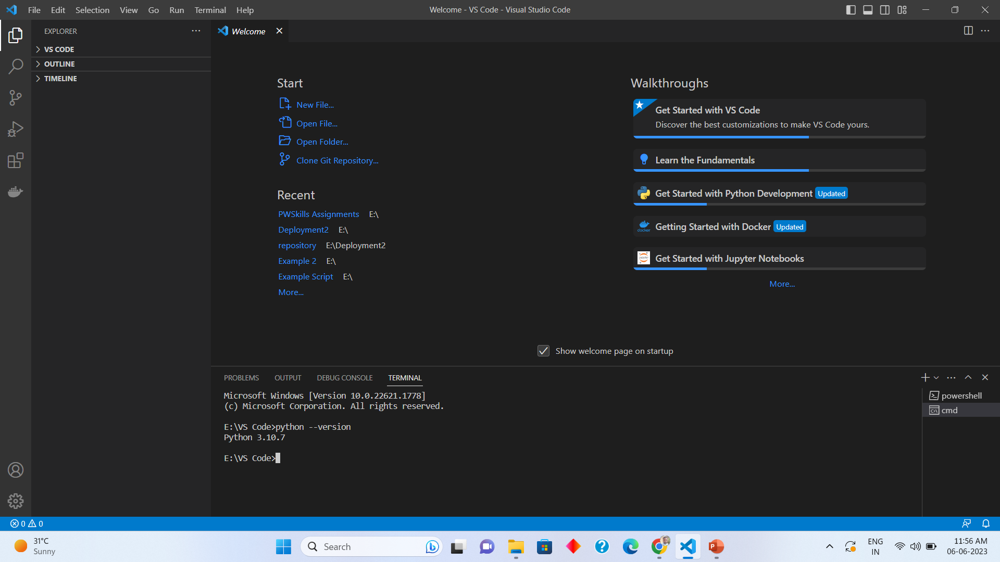 File Edit Selection View Go Run Terminal Help
Welcome - VS Code - Visual Studio Code
EXPLORER
VS CODE
OUTLINE
TIMELINE
Welcome
Start
New File...
Open File...
Open Folder...
Clone Git Repository...
Recent
PWSkills Assignments E:\
Deployment2 E:\
repository E:\Deployment2
Example 2 E:\
Example Script E:\
More...
Walkthroughs
Get Started with VS Code
Discover the best customizations to make VS Code yours.
Learn the Fundamentals
Get Started with Python Development Updated
docker
Getting Started with Docker Updated
jupyter
Get Started with Jupyter Notebooks
More...
Show welcome page on startup
PROBLEMS OUTPUT DEBUG CONSOLE TERMINAL
Microsoft Windows [Version 10.0.22621.1778]
(c) Microsoft Corporation. All rights reserved.
E:\VS Code>python --version
Python 3.10.7
E:\VS Code>
powershell
cmd
0 0
31°C
Sunny
Search
ENG
IN
11:56 AM
06-06-2023